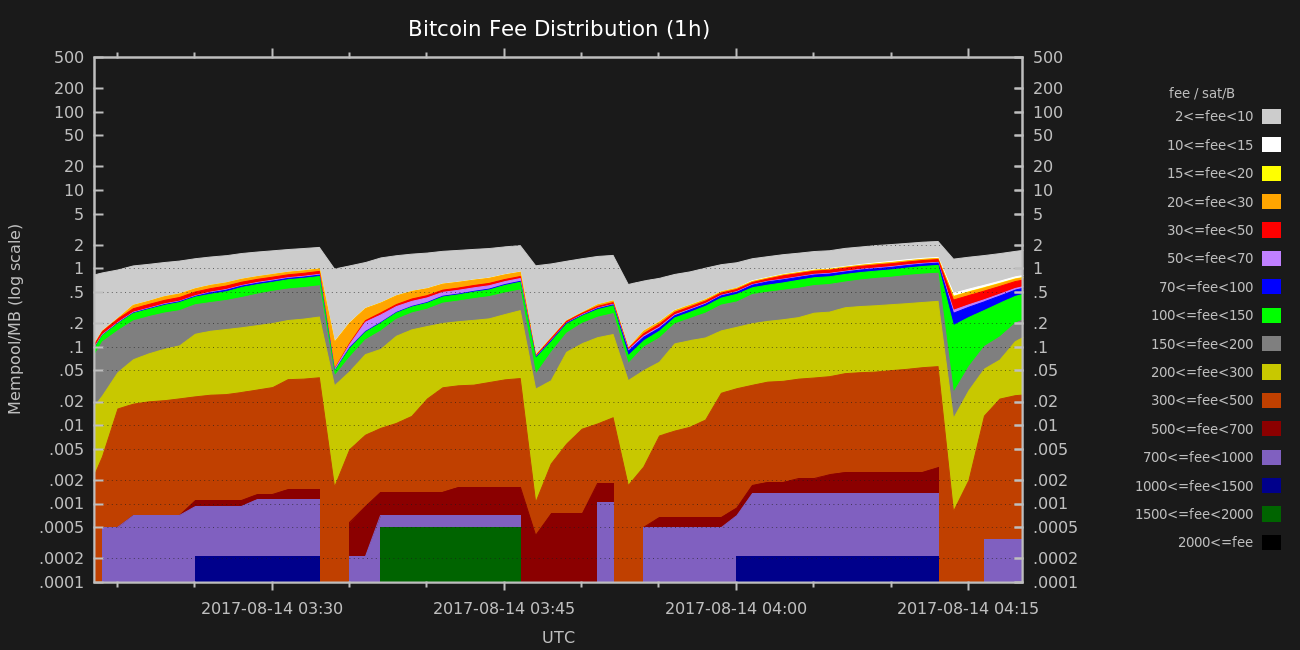 Bitcoin Fee Distribution (1h)
Mempool/MB (log scale)
500
200
100
50
20
10
5
2
1
.5
.2
.1
.05
.02
.01
.005
.002
.001
.0005
.0002
.0001
500
200
100
50
20
10
5
2
1
.5
.2
.1
.05
.02
.01
.005
.002
.001
.0005
.0002
.0001
2017-08-14 03:30
2017-08-14 03:45
2017-08-14 04:00
2017-08-14 04:15
UTC
fee / sat/B
2<=fee<10
10<=fee<15
15<=fee<20
20<=fee<30
30<=fee<50
50<=fee<70
70<=fee<100
100<=fee<150
150<=fee<200
200<=fee<300
300<=fee<500
500<=fee<700
700<=fee<1000
1000<=fee<1500
1500<=fee<2000
2000<=fee